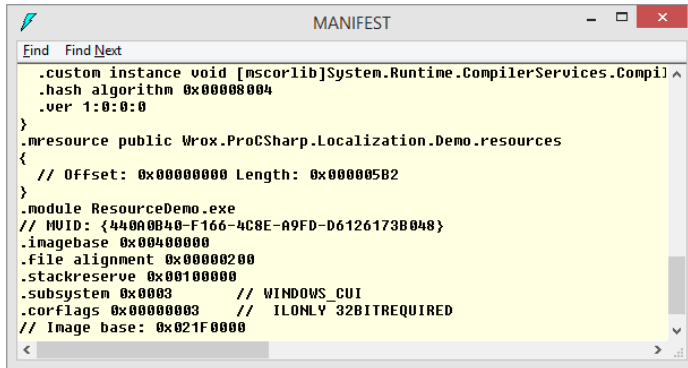 MANIFEST
Find Find Next
.custom instance void [mscorlib]System.Runtime.CompilerServices.Compil
.hash algorithm 0x00008004
.ver 1:0:0:0
}
.mresource public Wrox.ProCSharp.Localization.Demo.resources
{
// Offset: 0x00000000 Length: 0x000005B2
}
.module ResourceDemo.exe
// MVID: {440A0B40-F166-4C8E-A9FD-D6126173B048}
.imagebase 0x00400000
.file alignment 0x00000200
.stackreserve 0x00100000
.subsystem 0x0003 // WINDOWS_CUI
.corflags 0x00000003 // ILONLY 32BITREQUIRED
// Image base: 0x021F0000